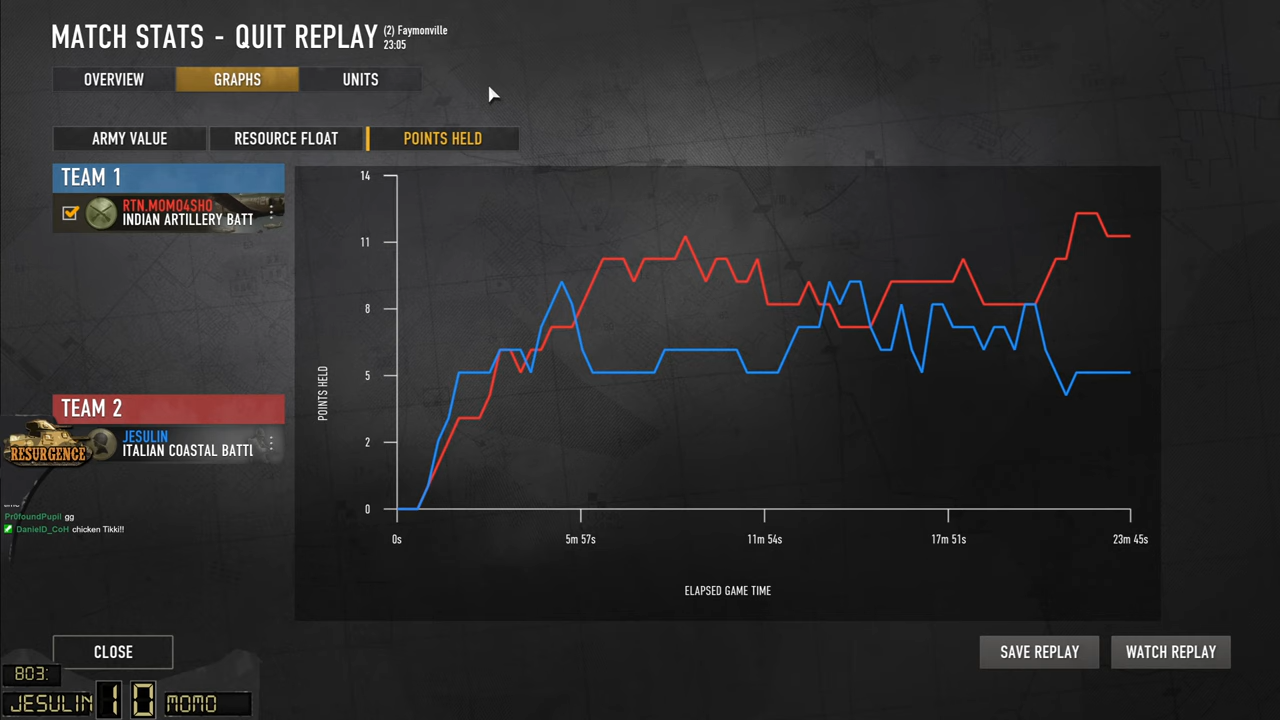 MATCH STATS - QUIT REPLAY
(2) Faymonville
23:05
OVERVIEW
GRAPHS
UNITS
ARMY VALUE
RESOURCE FLOAT
POINTS HELD
TEAM 1
RTN.MOMO4SHO
INDIAN ARTILLERY BATT
TEAM 2
JESULIN
ITALIAN COASTAL BATTL
RESURGENCE
Pr0foundPupil gg
DanielD_CoH chicken Tikki!!
14
11
8
5
2
0
POINTS HELD
0s
5m 57s
11m 54s
17m 51s
23m 45s
ELAPSED GAME TIME
CLOSE
SAVE REPLAY
WATCH REPLAY
BO3:
JESULIN 1 0 MOMO